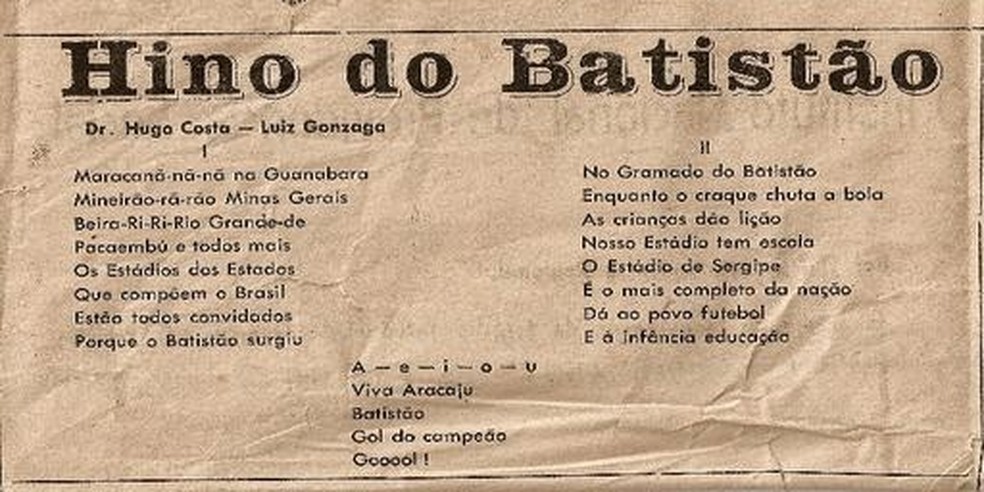 Hino do Batistão
Dr. Hugo Costa — Luiz Gonzaga
I
Maracanã-nã-nã na Guanabara
Mineirão-rã-rão Minas Gerais
Beira-Ri-Ri-Rio Grande-de
Pacaembú e todos mais
Os Estádios dos Estados
Que compõem o Brasil
Estão todos convidados
Porque o Batistão surgiu
II
No Gramado do Batistão
Enquanto o craque chuta a bola
As crianças dão lição
Nosso Estádio tem escola
O Estádio de Sergipe
É o mais completo da nação
Dá ao povo futebol
E à infância educação
A — e — i — o — u
Viva Aracaju
Batistão
Gol do campeão
Gooool !